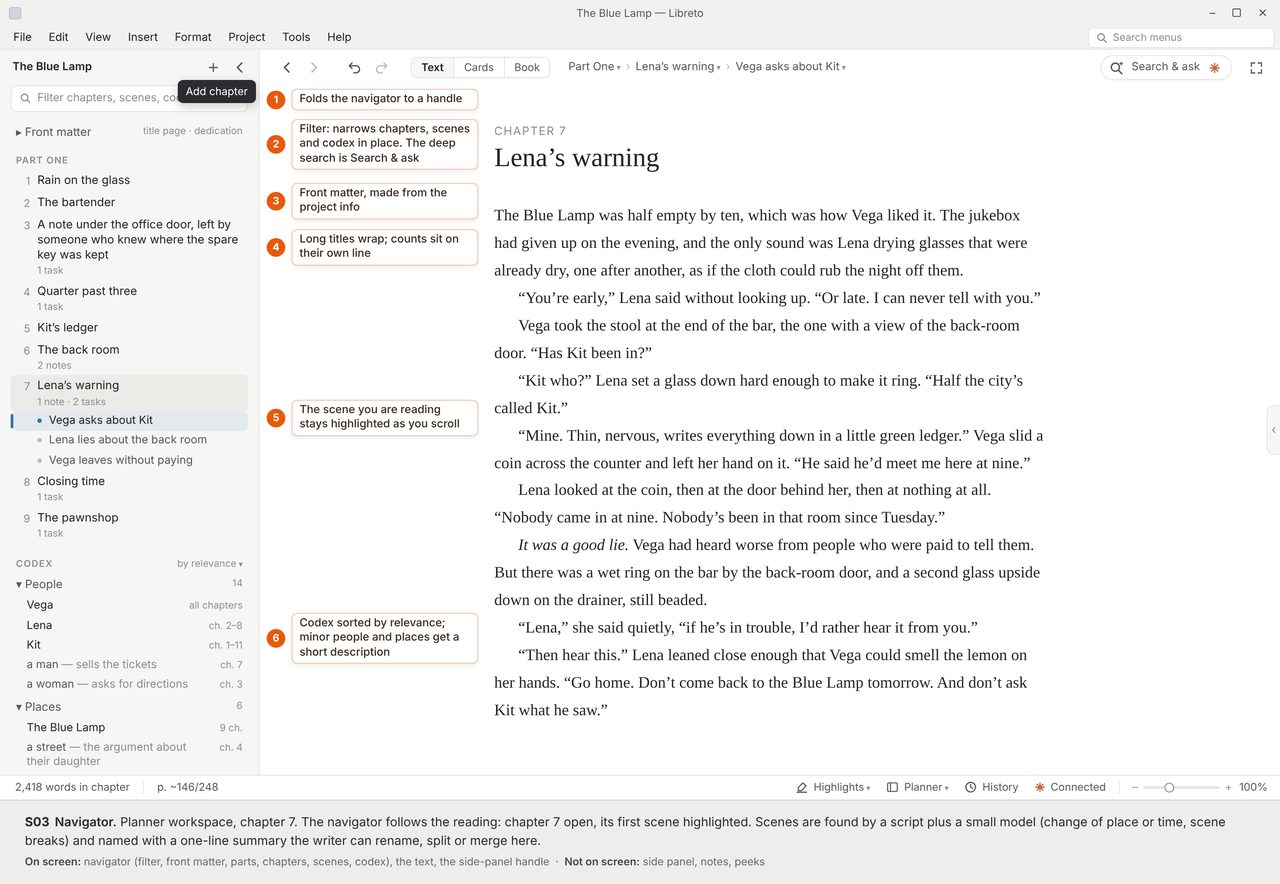 The Blue Lamp — Libreto
File Edit View Insert Format Project Tools Help
Search menus
The Blue Lamp
Add chapter
Filter chapters, scenes, co
▸ Front matter
title page · dedication
PART ONE
1 Rain on the glass
2 The bartender
3 A note under the office door, left by
someone who knew where the spare
key was kept
1 task
4 Quarter past three
1 task
5 Kit’s ledger
6 The back room
2 notes
7 Lena’s warning
1 note · 2 tasks
• Vega asks about Kit
• Lena lies about the back room
• Vega leaves without paying
8 Closing time
1 task
9 The pawnshop
1 task
CODEX
by relevance ▾
▾ People 14
Vega all chapters
Lena ch. 2–8
Kit ch. 1–11
a man — sells the tickets ch. 7
a woman — asks for directions ch. 3
▾ Places 6
The Blue Lamp 9 ch.
a street — the argument about ch. 4
their daughter
Text Cards Book
Part One ▾ › Lena’s warning ▾ › Vega asks about Kit ▾
Search & ask
1 Folds the navigator to a handle
2 Filter: narrows chapters, scenes
and codex in place. The deep
search is Search & ask
3 Front matter, made from the
project info
4 Long titles wrap; counts sit on
their own line
5 The scene you are reading
stays highlighted as you scroll
6 Codex sorted by relevance;
minor people and places get a
short description
CHAPTER 7
Lena’s warning
The Blue Lamp was half empty by ten, which was how Vega liked it. The jukebox
had given up on the evening, and the only sound was Lena drying glasses that were
already dry, one after another, as if the cloth could rub the night off them.
“You’re early,” Lena said without looking up. “Or late. I can never tell with you.”
Vega took the stool at the end of the bar, the one with a view of the back-room
door. “Has Kit been in?”
“Kit who?” Lena set a glass down hard enough to make it ring. “Half the city’s
called Kit.”
“Mine. Thin, nervous, writes everything down in a little green ledger.” Vega slid a
coin across the counter and left her hand on it. “He said he’d meet me here at nine.”
Lena looked at the coin, then at the door behind her, then at nothing at all.
“Nobody came in at nine. Nobody’s been in that room since Tuesday.”
It was a good lie. Vega had heard worse from people who were paid to tell them.
But there was a wet ring on the bar by the back-room door, and a second glass upside
down on the drainer, still beaded.
“Lena,” she said quietly, “if he’s in trouble, I’d rather hear it from you.”
“Then hear this.” Lena leaned close enough that Vega could smell the lemon on
her hands. “Go home. Don’t come back to the Blue Lamp tomorrow. And don’t ask
Kit what he saw.”
2,418 words in chapter
p. ~146/248
Highlights ▾
Planner ▾
History
Connected
− + 100%
S03 Navigator. Planner workspace, chapter 7. The navigator follows the reading: chapter 7 open, its first scene highlighted. Scenes are found by a script plus a small model (change of place or time, scene
breaks) and named with a one-line summary the writer can rename, split or merge here.
On screen: navigator (filter, front matter, parts, chapters, scenes, codex), the text, the side-panel handle · Not on screen: side panel, notes, peeks